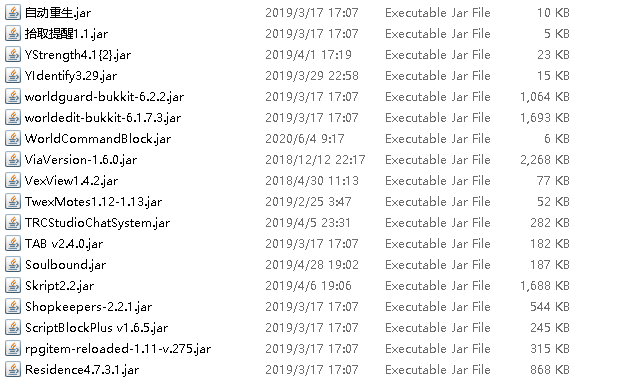 自动重生.jar 2019/3/17 17:07 Executable Jar File 10 KB
拾取提醒1.1.jar 2019/3/17 17:07 Executable Jar File 5 KB
YStrength4.1{2}.jar 2019/4/1 17:19 Executable Jar File 23 KB
YIdentify3.29.jar 2019/3/29 22:58 Executable Jar File 15 KB
worldguard-bukkit-6.2.2.jar 2019/3/17 17:07 Executable Jar File 1,064 KB
worldedit-bukkit-6.1.7.3.jar 2019/3/17 17:07 Executable Jar File 1,693 KB
WorldCommandBlock.jar 2020/6/4 9:17 Executable Jar File 6 KB
ViaVersion-1.6.0.jar 2018/12/12 22:17 Executable Jar File 2,268 KB
VexView1.4.2.jar 2018/4/30 11:13 Executable Jar File 77 KB
TwexMotes1.12-1.13.jar 2019/2/25 3:47 Executable Jar File 52 KB
TRCStudioChatSystem.jar 2019/4/5 23:31 Executable Jar File 282 KB
TAB v2.4.0.jar 2019/3/17 17:07 Executable Jar File 182 KB
Soulbound.jar 2019/4/28 19:02 Executable Jar File 187 KB
Skript2.2.jar 2019/4/6 19:06 Executable Jar File 1,688 KB
Shopkeepers-2.2.1.jar 2019/3/17 17:07 Executable Jar File 544 KB
ScriptBlockPlus v1.6.5.jar 2019/3/17 17:07 Executable Jar File 245 KB
rpgitem-reloaded-1.11-v.275.jar 2019/3/17 17:07 Executable Jar File 315 KB
Residence4.7.3.1.jar 2019/3/17 17:07 Executable Jar File 868 KB